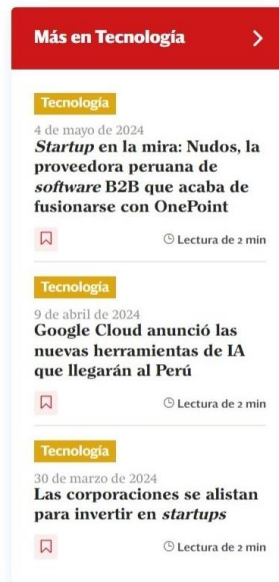 Más en Tecnología
Tecnología
4 de mayo de 2024
Startup en la mira: Nudos, la
proveedora peruana de
software B2B que acaba de
fusionarse con OnePoint
Lectura de 2 min
Tecnología
9 de abril de 2024
Google Cloud anunció las
nuevas herramientas de IA
que llegarán al Perú
Lectura de 2 min
Tecnología
30 de marzo de 2024
Las corporaciones se alistan
para invertir en startups
Lectura de 2 min